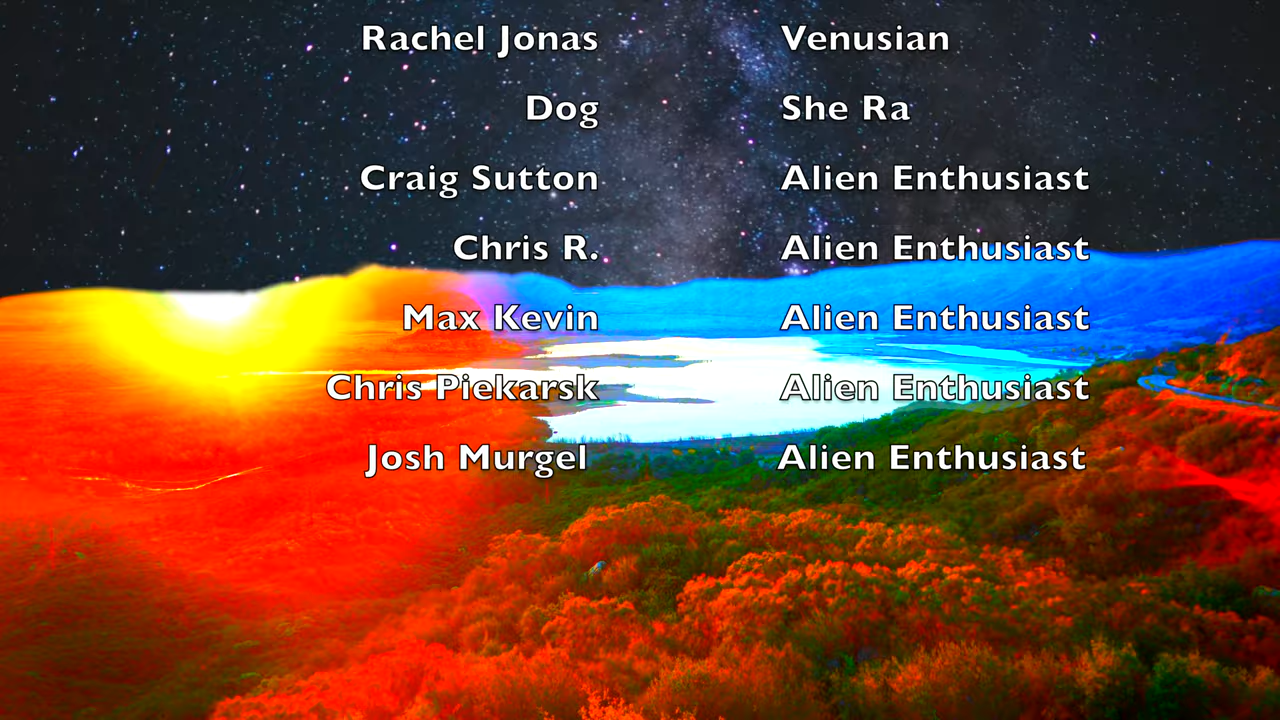 Rachel Jonas Venusian
Dog She Ra
Craig Sutton Alien Enthusiast
Chris R. Alien Enthusiast
Max Kevin Alien Enthusiast
Chris Piekarsk Alien Enthusiast
Josh Murgel Alien Enthusiast